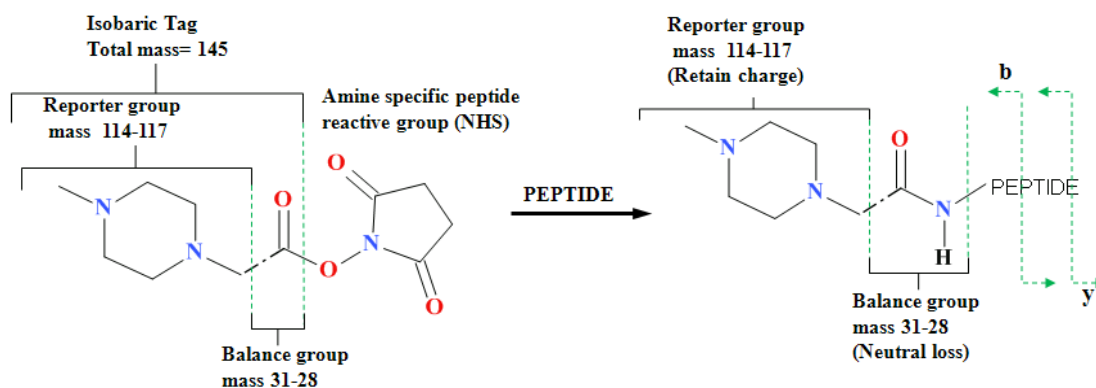 Isobaric Tag
Total mass= 145
Reporter group
mass 114-117
Amine specific peptide
reactive group (NHS)
N
N
O
O
O
N
O
Balance group
mass 31-28
PEPTIDE
Reporter group
mass 114-117
(Retain charge)
b
N
N
O
N
H
PEPTIDE
y
Balance group
mass 31-28
(Neutral loss)